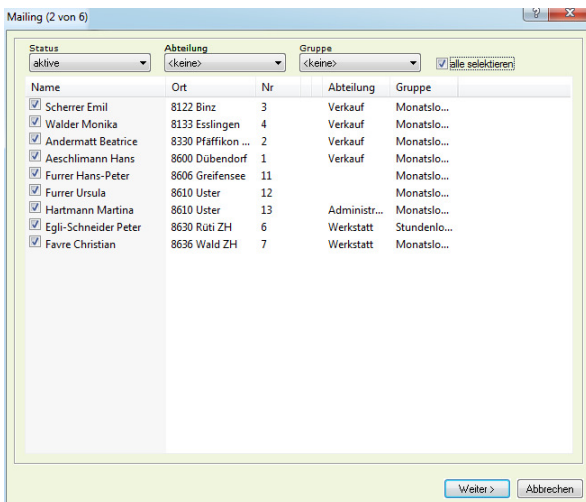 Mailing (2 von 6)
Status Abteilung Gruppe
aktive <keine> <keine> alle selektieren
Name Ort Nr Abteilung Gruppe
Scherrer Emil 8122 Binz 3 Verkauf Monatslo...
Walder Monika 8133 Esslingen 4 Verkauf Monatslo...
Andermatt Beatrice 8330 Pfäffikon ... 2 Verkauf Monatslo...
Aeschlimann Hans 8600 Dübendorf 1 Verkauf Monatslo...
Furrer Hans-Peter 8606 Greifensee 11 Monatslo...
Furrer Ursula 8610 Uster 12 Monatslo...
Hartmann Martina 8610 Uster 13 Administr... Monatslo...
Egli-Schneider Peter 8630 Rüti ZH 6 Werkstatt Stundenlo...
Favre Christian 8636 Wald ZH 7 Werkstatt Monatslo...
Weiter > Abbrechen